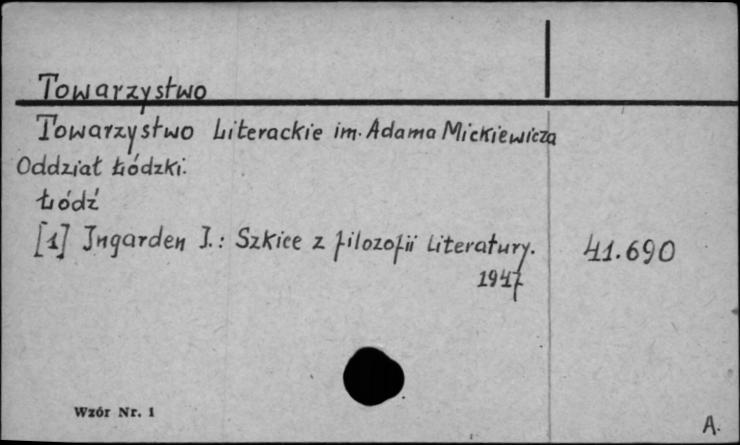 Towarzystwo
Towarzystwo Literackie im. Adama Mickiewicza
Oddział Łódzki.
Łódź
[1] Ingarden I.: Szkice z filozofii Literatury. 41.690
1947
Wzór Nr. 1
A.